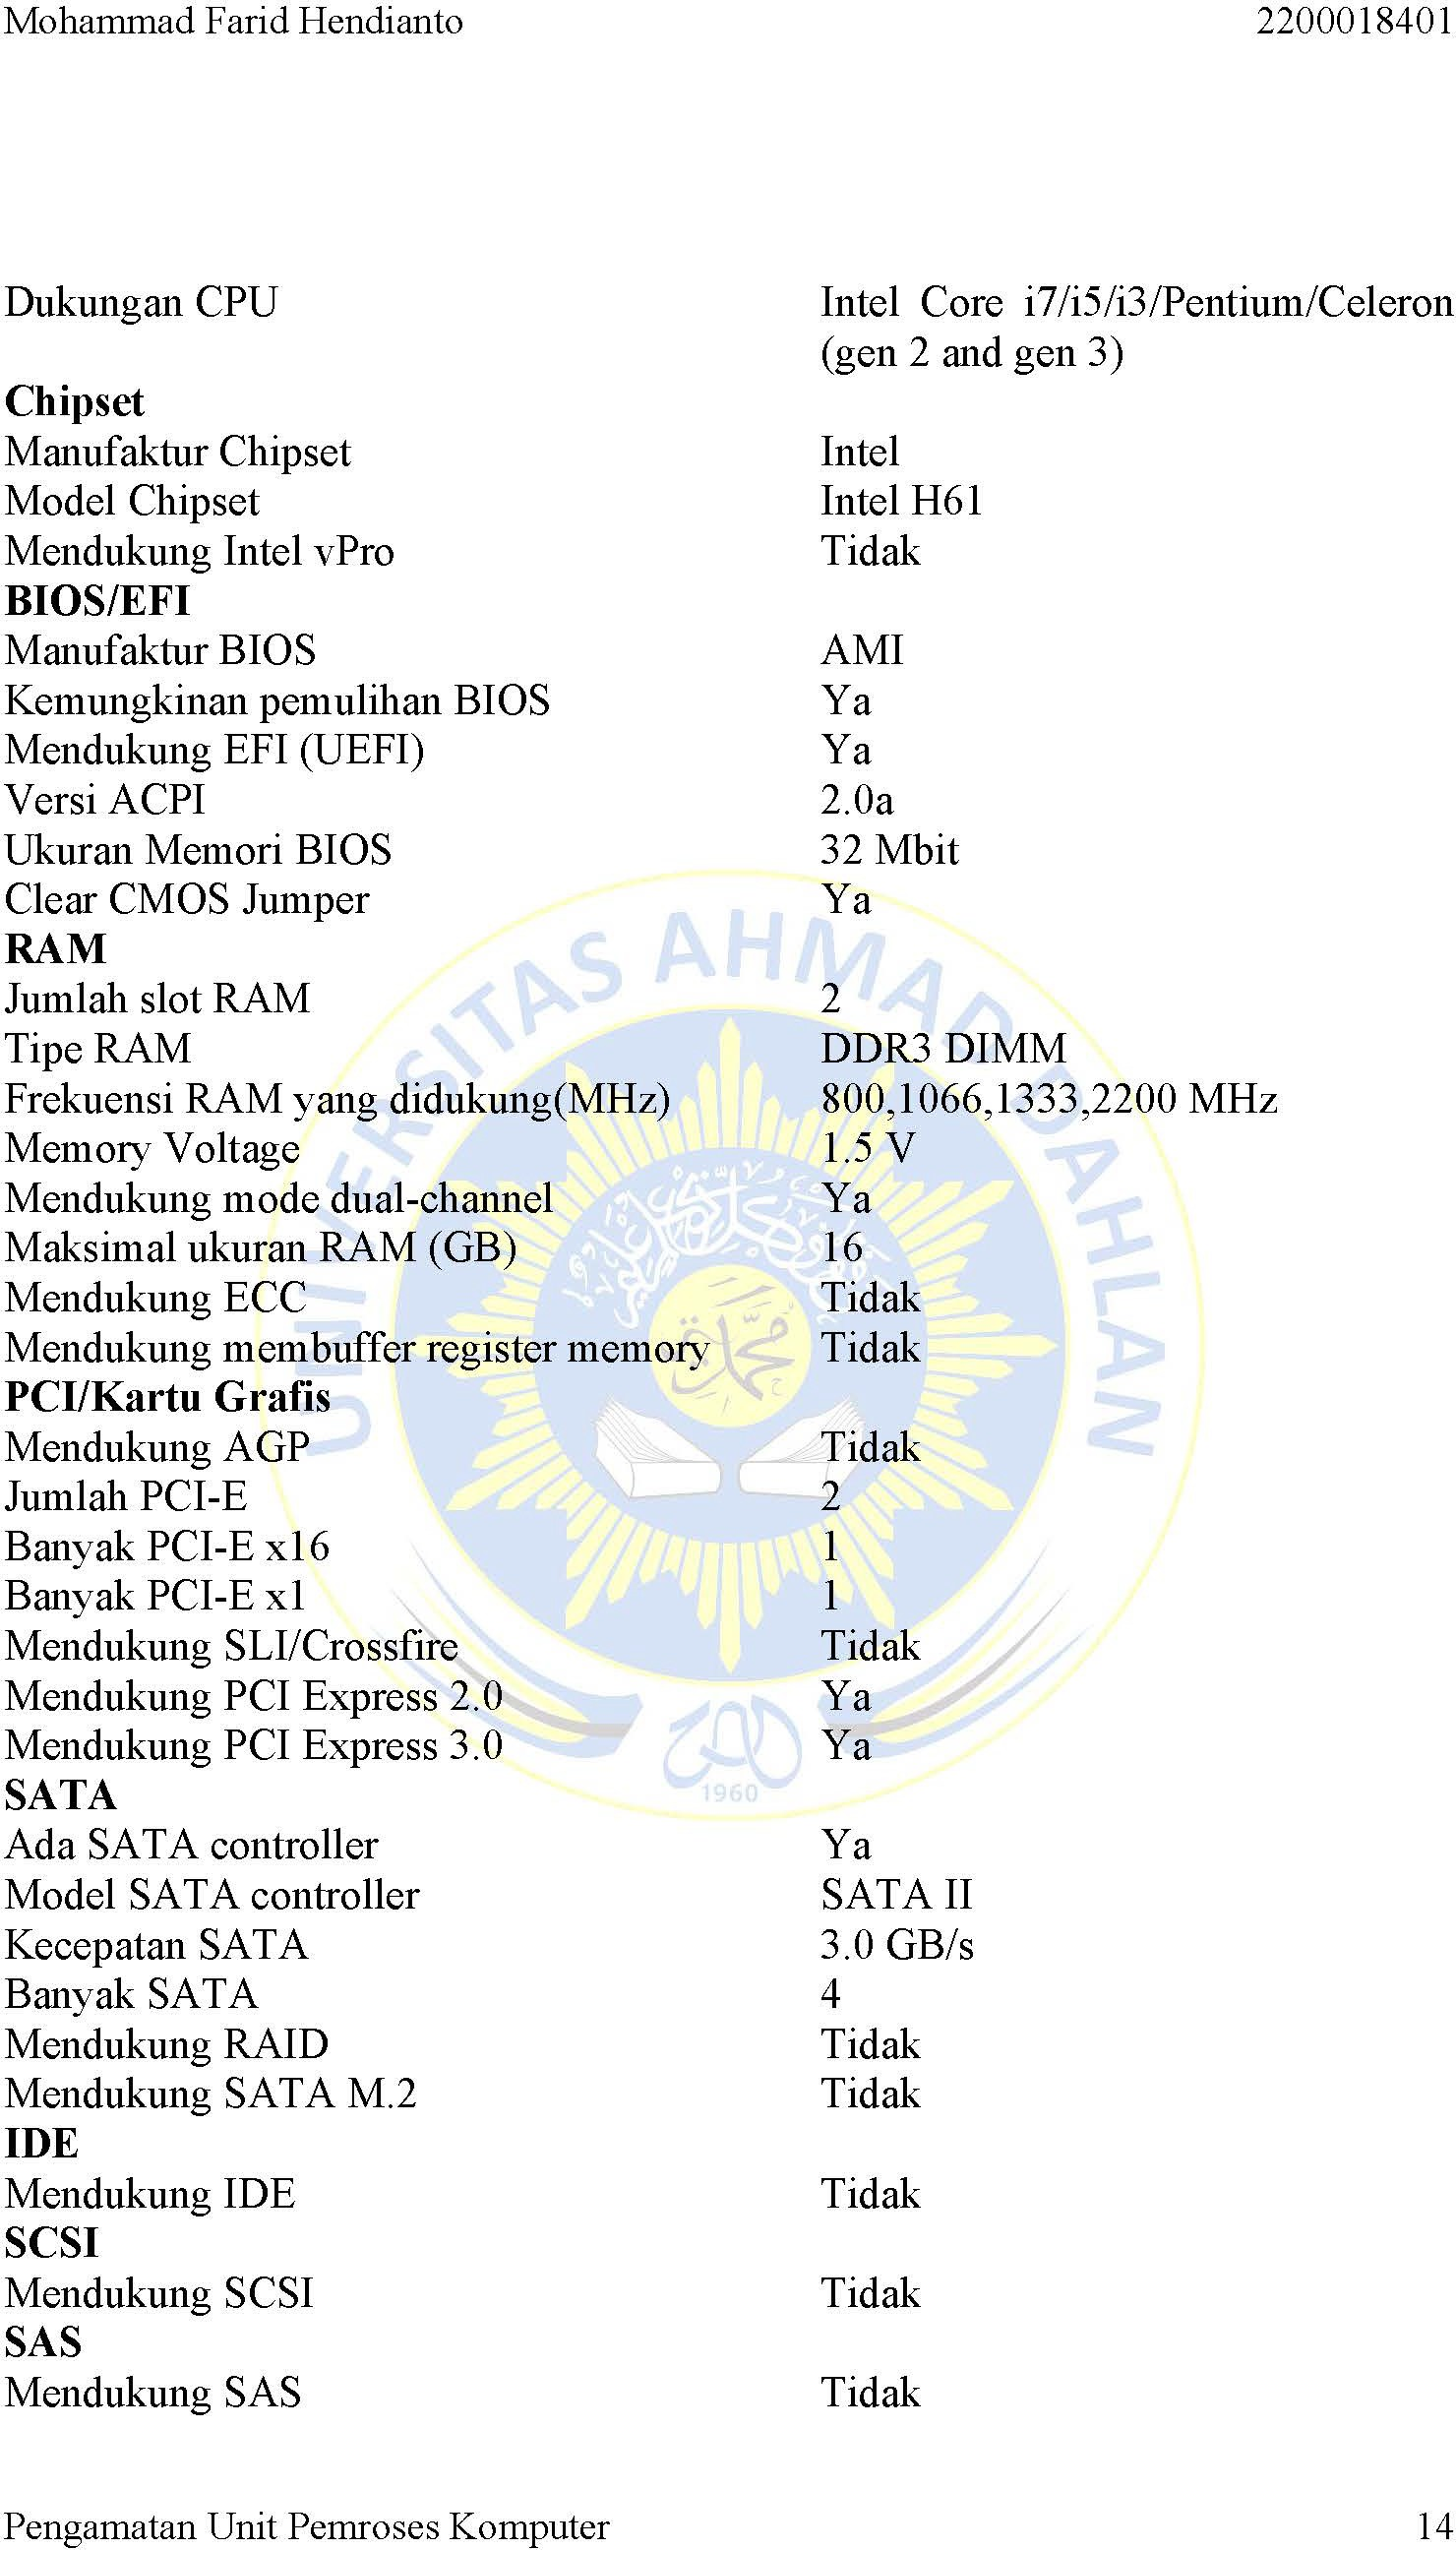 Mohammad Farid Hendianto 2200018401
Dukungan CPU Intel Core i7/i5/i3/Pentium/Celeron
(gen 2 and gen 3)
Chipset
Manufaktur Chipset Intel
Model Chipset Intel H61
Mendukung Intel vPro Tidak
BIOS/EFI
Manufaktur BIOS AMI
Kemungkinan pemulihan BIOS Ya
Mendukung EFI (UEFI) Ya
Versi ACPI 2.0a
Ukuran Memori BIOS 32 Mbit
Clear CMOS Jumper Ya
RAM
Jumlah slot RAM 2
Tipe RAM DDR3 DIMM
Frekuensi RAM yang didukung(MHz) 800,1066,1333,2200 MHz
Memory Voltage 1.5 V
Mendukung mode dual-channel Ya
Maksimal ukuran RAM (GB) 16
Mendukung ECC Tidak
Mendukung membuffer register memory Tidak
PCI/Kartu Grafis
Mendukung AGP Tidak
Jumlah PCI-E 2
Banyak PCI-E x16 1
Banyak PCI-E x1 1
Mendukung SLI/Crossfire Tidak
Mendukung PCI Express 2.0 Ya
Mendukung PCI Express 3.0 Ya
SATA
Ada SATA controller Ya
Model SATA controller SATA II
Kecepatan SATA 3.0 GB/s
Banyak SATA 4
Mendukung RAID Tidak
Mendukung SATA M.2 Tidak
IDE
Mendukung IDE Tidak
SCSI
Mendukung SCSI Tidak
SAS
Mendukung SAS Tidak
UNIVERSITAS AHMAD DAHLAN
محمد
1960
Pengamatan Unit Pemroses Komputer 14